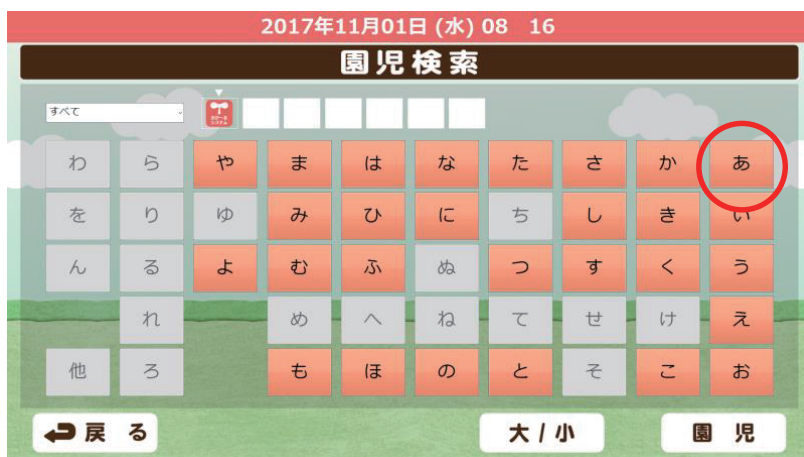 2017年11月01日 (水) 08 16
園児検索
すべて
わ ら や ま は な た さ か あ
を り ゆ み ひ に ち し き い
ん る よ む ふ ぬ つ す く う
れ め へ ね て せ け え
他 ろ も ほ の と そ こ お
戻 る 大 / 小 園 児